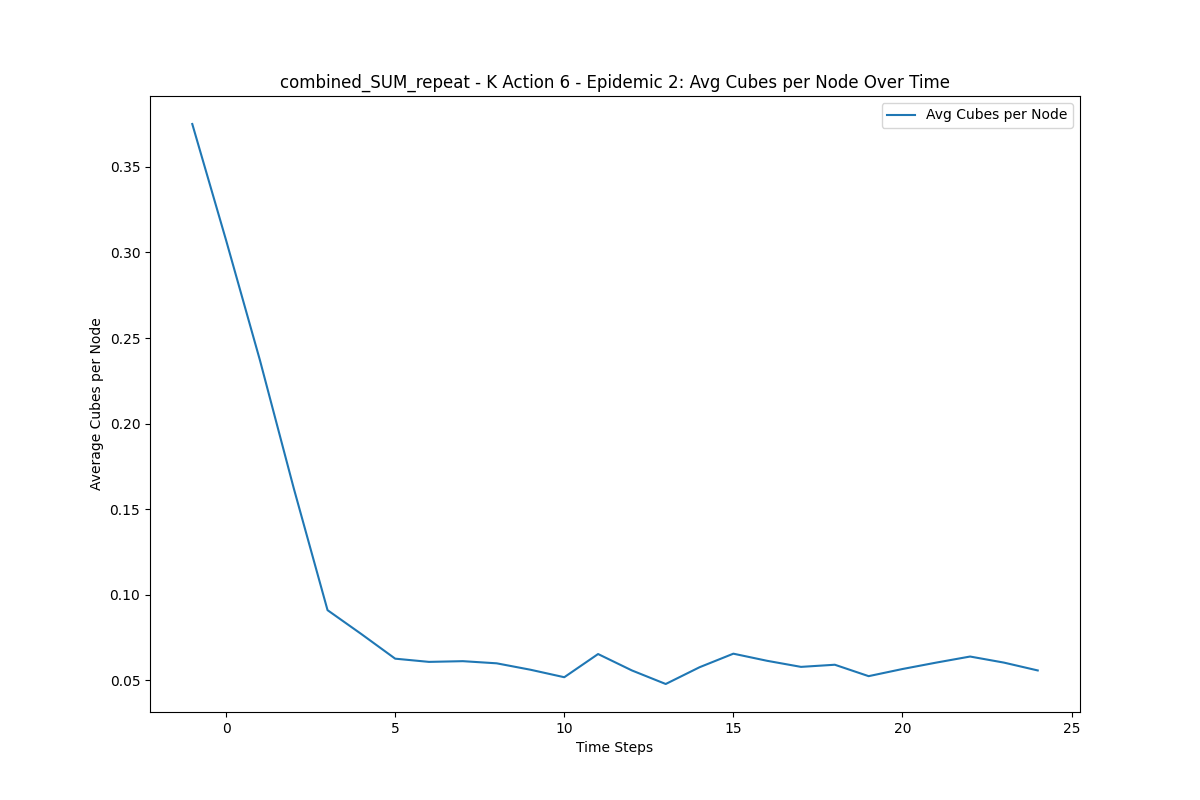 combined_SUM_repeat - K Action 6 - Epidemic 2: Avg Cubes per Node Over Time
Avg Cubes per Node
Average Cubes per Node
0.35
0.30
0.25
0.20
0.15
0.10
0.05
0 5 10 15 20 25
Time Steps